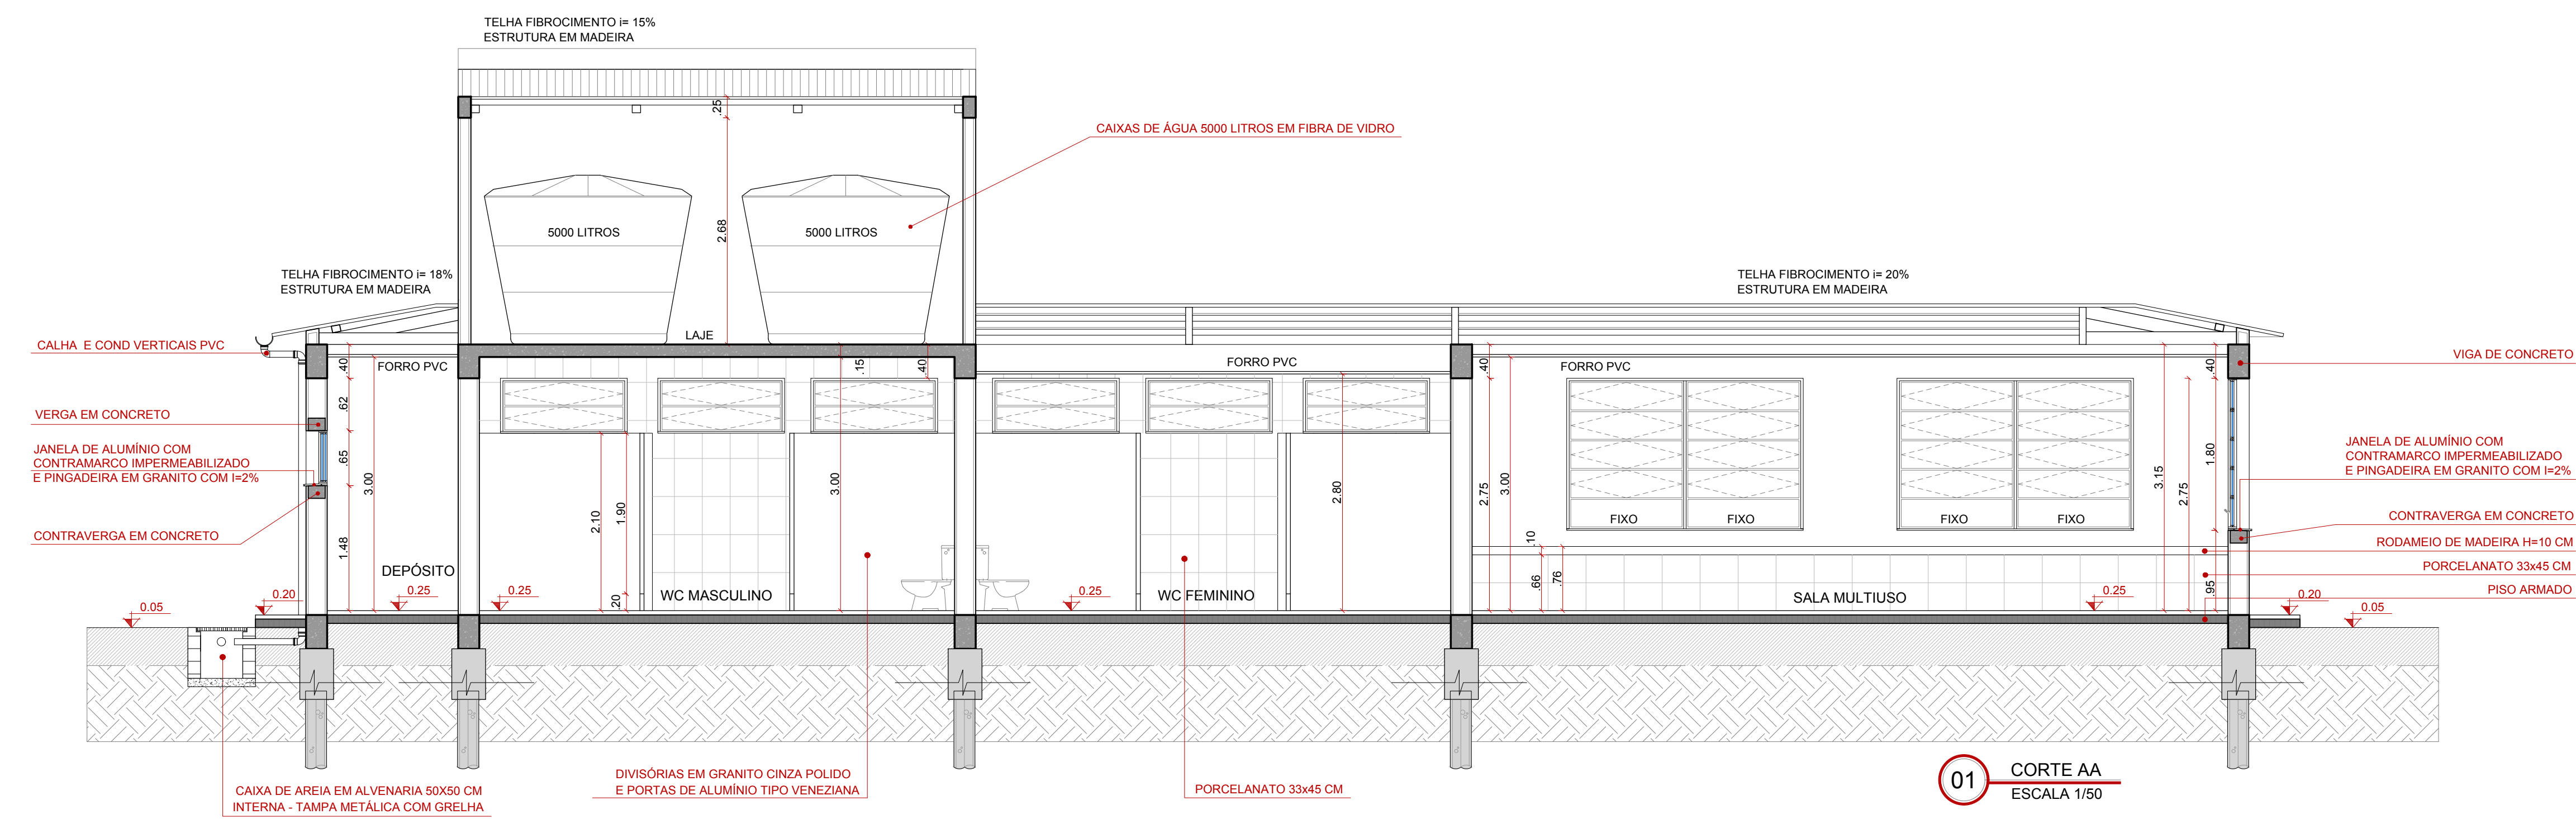 TELHA FIBROCIMENTO i= 15%
ESTRUTURA EM MADEIRA
.25
CAIXAS DE ÁGUA 5000 LITROS EM FIBRA DE VIDRO
2.68
5000 LITROS
5000 LITROS
TELHA FIBROCIMENTO i= 18%
ESTRUTURA EM MADEIRA
TELHA FIBROCIMENTO i= 20%
ESTRUTURA EM MADEIRA
LAJE
CALHA E COND VERTICAIS PVC
VIGA DE CONCRETO
.40
FORRO PVC
.15
.40
FORRO PVC
.40
FORRO PVC
.40
VERGA EM CONCRETO
.62
JANELA DE ALUMÍNIO COM
CONTRAMARCO IMPERMEABILIZADO
E PINGADEIRA EM GRANITO COM I=2%
.65
3.00
3.00
2.80
2.75
3.00
3.15
2.75
1.80
JANELA DE ALUMÍNIO COM
CONTRAMARCO IMPERMEABILIZADO
E PINGADEIRA EM GRANITO COM I=2%
2.10
1.90
FIXO
FIXO
FIXO
FIXO
CONTRAVERGA EM CONCRETO
CONTRAVERGA EM CONCRETO
1.48
.10
RODAMEIO DE MADEIRA H=10 CM
DEPÓSITO
.66
.76
PORCELANATO 33x45 CM
.95
PISO ARMADO
0.05
0.20
0.25
0.25
.20
WC MASCULINO
0.25
WC FEMININO
SALA MULTIUSO
0.25
0.20
0.05
CAIXA DE AREIA EM ALVENARIA 50X50 CM
INTERNA - TAMPA METÁLICA COM GRELHA
DIVISÓRIAS EM GRANITO CINZA POLIDO
E PORTAS DE ALUMÍNIO TIPO VENEZIANA
PORCELANATO 33x45 CM
01
CORTE AA
ESCALA 1/50